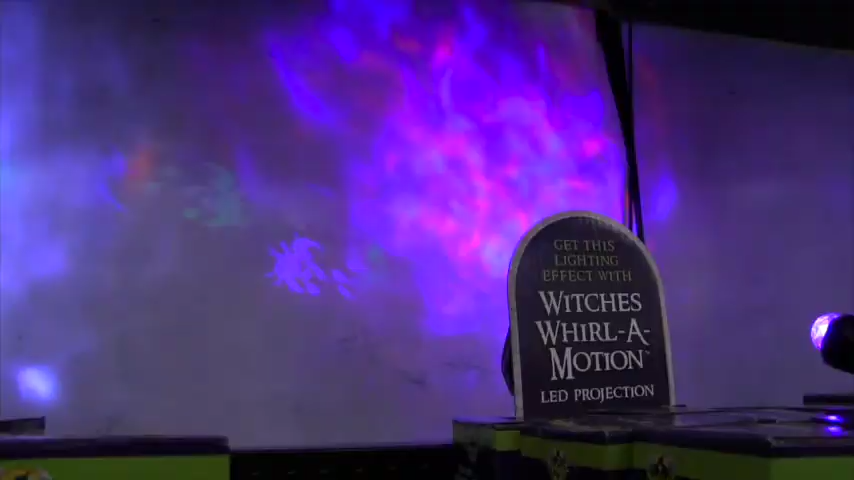 GET THIS
LIGHTING
EFFECT WITH
WITCHES
WHIRL-A-
MOTION™
LED PROJECTION